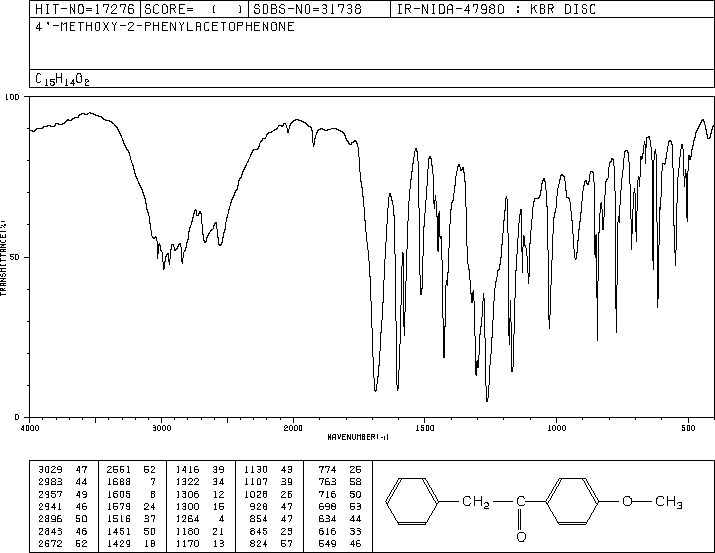 HIT-NO=17276 SCORE= ( ) SDBS-NO=31738 IR-NIDA-47980 : KBR DISC
4'-METHOXY-2-PHENYLACETOPHENONE
C15H14O2
100
50
0
TRANSMITTANCE(%)
4000 3000 2000 1500 1000 500
WAVENUMBER(-1)
3029 47 2561 52 1416 39 1130 43 774 25
2983 44 1688 7 1322 34 1107 39 763 58
2957 49 1605 8 1306 12 1028 26 716 50
2941 46 1579 24 1300 15 928 47 698 53
2896 50 1516 37 1264 4 854 47 634 44
2843 46 1451 50 1180 21 845 23 616 33
2672 52 1429 18 1170 13 824 57 549 46
CH2 C O CH3
O